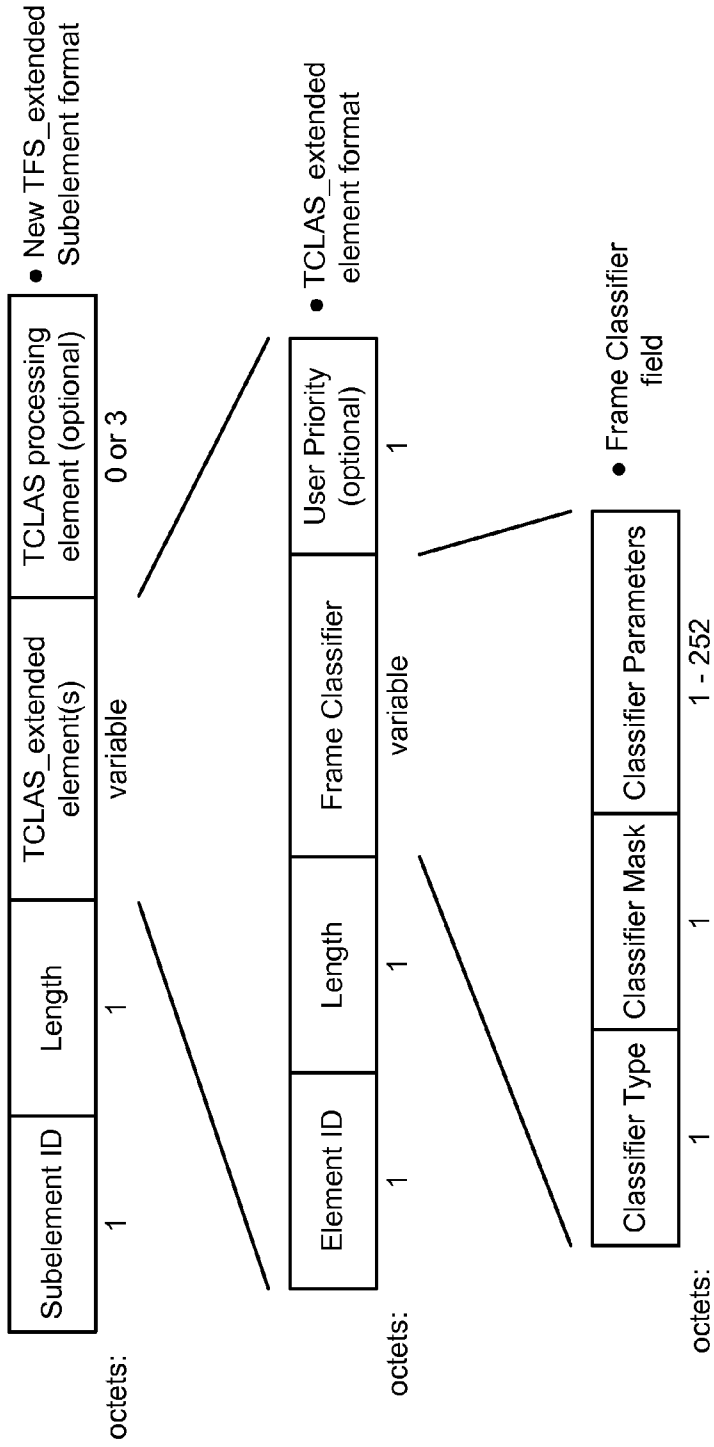 Subelement ID
Length
TCLAS_extended
element(s)
TCLAS processing
element (optional)
• New TFS_extended
Subelement format
octets:
1
1
variable
0 or 3
Element ID
Length
Frame Classifier
User Priority
(optional)
• TCLAS_extended
element format
octets:
1
1
variable
1
Classifier Type
Classifier Mask
Classifier Parameters
• Frame Classifier
field
octets:
1
1
1 - 252